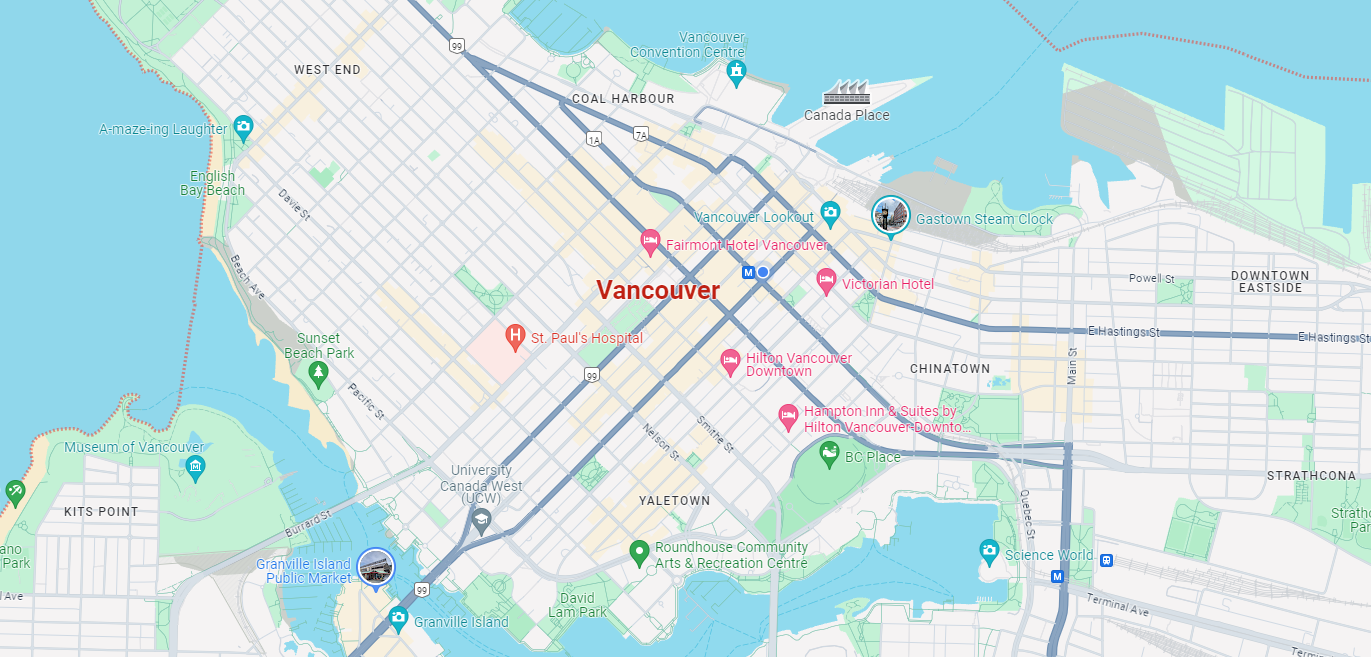 Vancouver
Convention Centre
99
WEST END
COAL HARBOUR
Canada Place
A-maze-ing Laughter
1A
7A
English
Bay Beach
Davie St
Vancouver Lookout
Gastown Steam Clock
Fairmont Hotel Vancouver
M
Beach Ave
Vancouver
Victorian Hotel
Powell St
DOWNTOWN
EASTSIDE
H
St. Paul's Hospital
E Hastings St
E Hastings St
Sunset
Beach Park
Hilton Vancouver
Downtown
CHINATOWN
Main St
99
Pacific St
Hampton Inn & Suites by
Hilton Vancouver-Downto...
Smithe St
Nelson St
Museum of Vancouver
BC Place
University
Canada West
(UCW)
STRATHCONA
YALETOWN
KITS POINT
Burrard St
Quebec St
Stratho
Par
ano
Park
Granville Island
Public Market
Roundhouse Community
Arts & Recreation Centre
Science World
M
99
David
Lam Park
l Ave
Granville Island
Terminal Ave
Termi